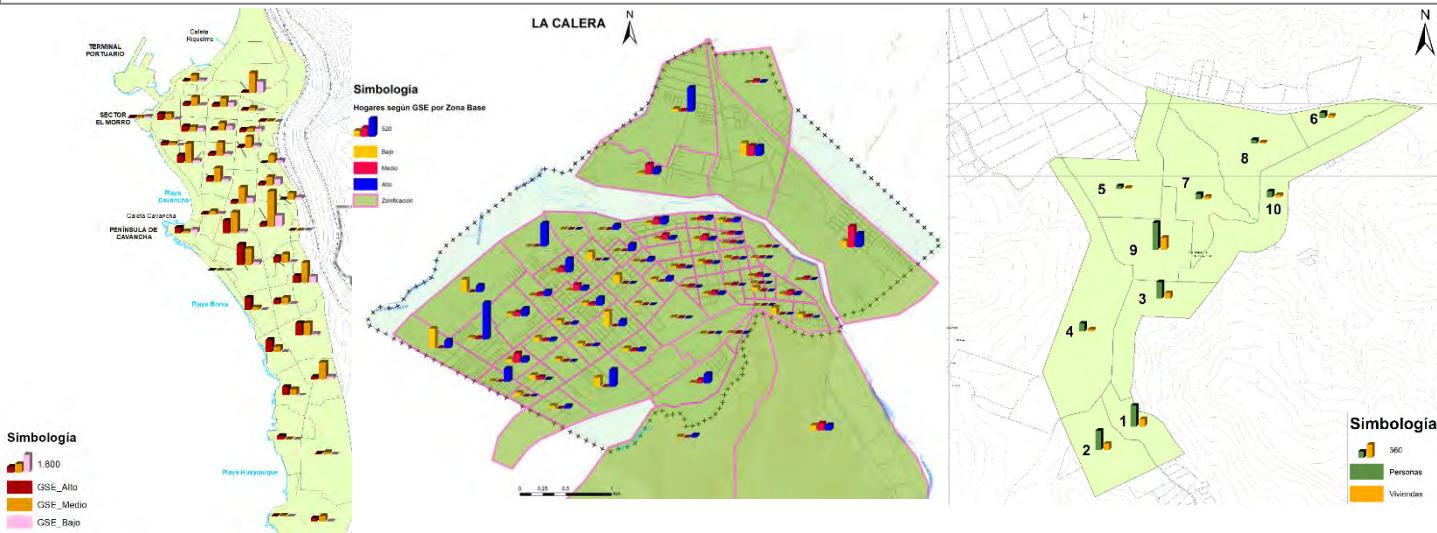 Caleta
Riquelme
TERMINAL
PORTUARIO
SECTOR
EL MORRO
Playa
Cavancha
Caleta Cavancha
PENÍNSULA DE
CAVANCHA
Playa Brava
Playa Huayquique
Simbología
1.800
GSE_Alto
GSE_Medio
GSE_Bajo
LA CALERA
N
Simbología
Hogares según GSE por Zona Base
520
Bajo
Medio
Alto
Zonificacion
0 0,25 0,5 1
N
6
8
5
7
10
9
3
4
1
2
Simbología
360
Personas
Viviendas